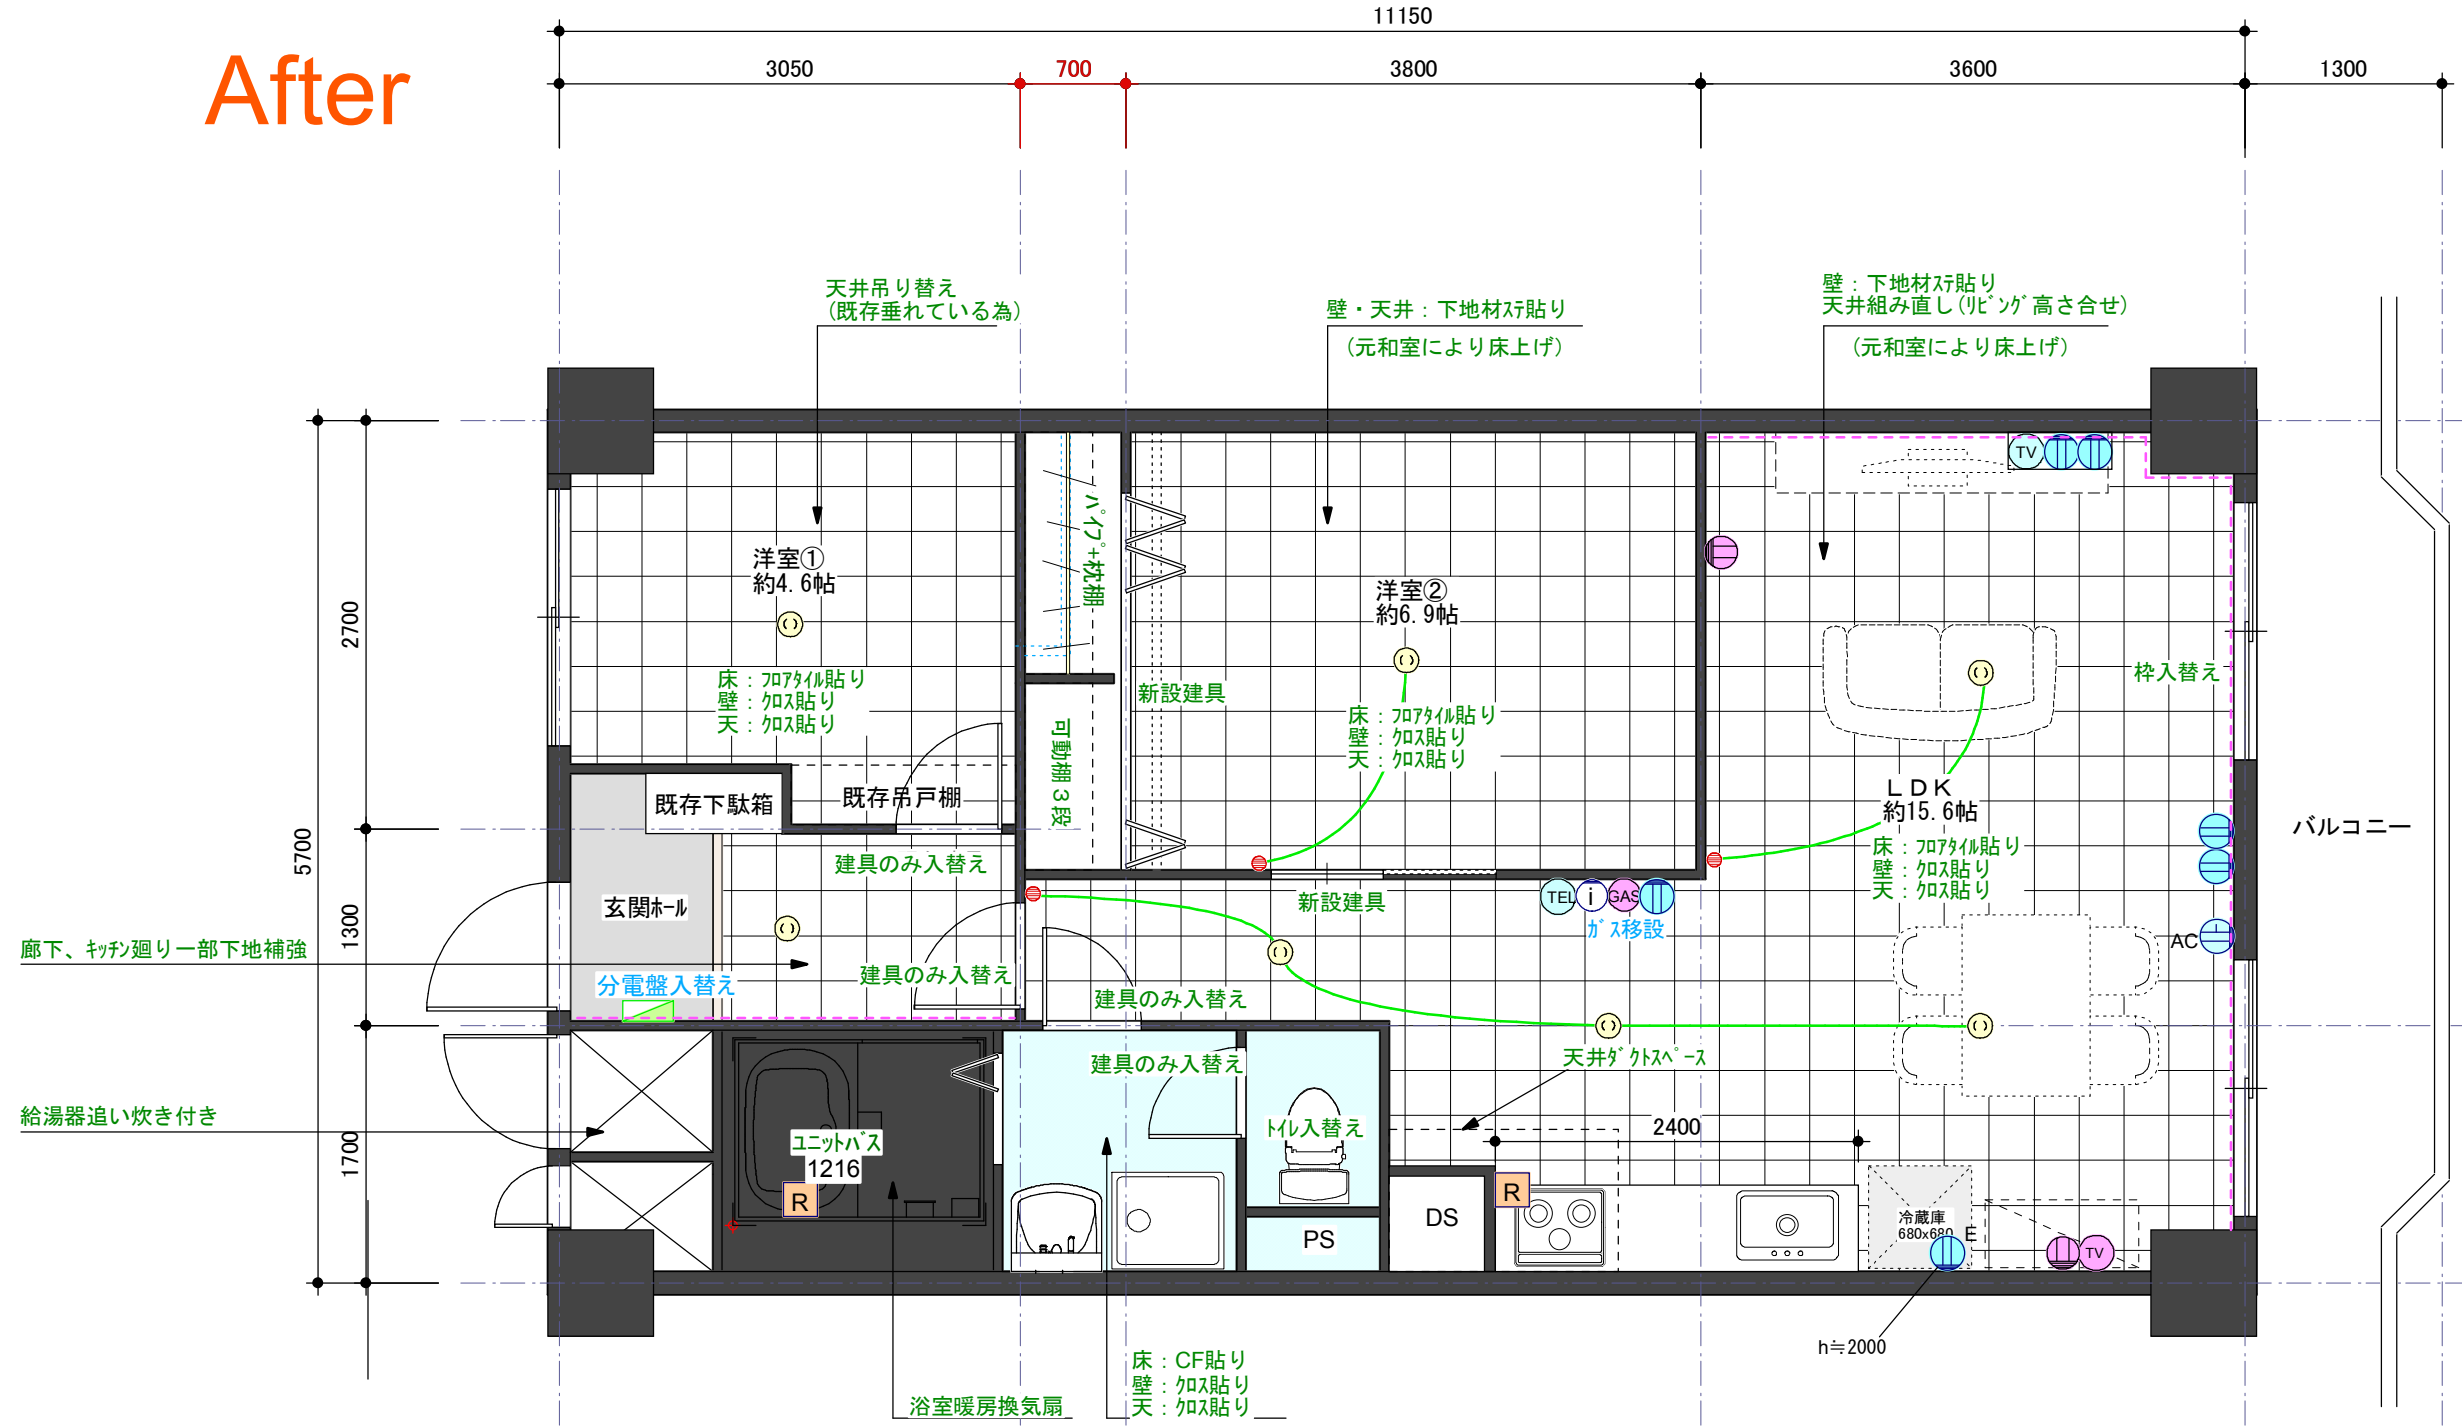 After
11150
3050
700
3800
3600
1300
天井吊り替え
(既存垂れている為)
壁・天井：下地材ｽﾃ貼り
(元和室により床上げ)
壁：下地材ｽﾃ貼り
天井組み直し(ﾘﾋﾞﾝｸﾞ高さ合せ)
(元和室により床上げ)
5700
2700
1300
1700
洋室①
約4.6帖
床：ﾌﾛｱﾀｲﾙ貼り
壁：ｸﾛｽ貼り
天：ｸﾛｽ貼り
ﾊﾟｲﾌﾟ+枕棚
可動棚３段
新設建具
洋室②
約6.9帖
床：ﾌﾛｱﾀｲﾙ貼り
壁：ｸﾛｽ貼り
天：ｸﾛｽ貼り
TV
枠入替え
ＬＤＫ
約15.6帖
床：ﾌﾛｱﾀｲﾙ貼り
壁：ｸﾛｽ貼り
天：ｸﾛｽ貼り
バルコニー
既存下駄箱
既存吊戸棚
建具のみ入替え
玄関ﾎｰﾙ
廊下、ｷｯﾁﾝ廻り一部下地補強
分電盤入替え
建具のみ入替え
建具のみ入替え
新設建具
TEL
i
GAS
ｶﾞｽ移設
AC
建具のみ入替え
天井ﾀﾞｸﾄｽﾍﾟｰｽ
給湯器追い炊き付き
ﾕﾆｯﾄﾊﾞｽ
1216
R
ﾄｲﾚ入替え
2400
PS
DS
R
冷蔵庫
680x680
E
TV
h≒2000
浴室暖房換気扇
床：CF貼り
壁：ｸﾛｽ貼り
天：ｸﾛｽ貼り